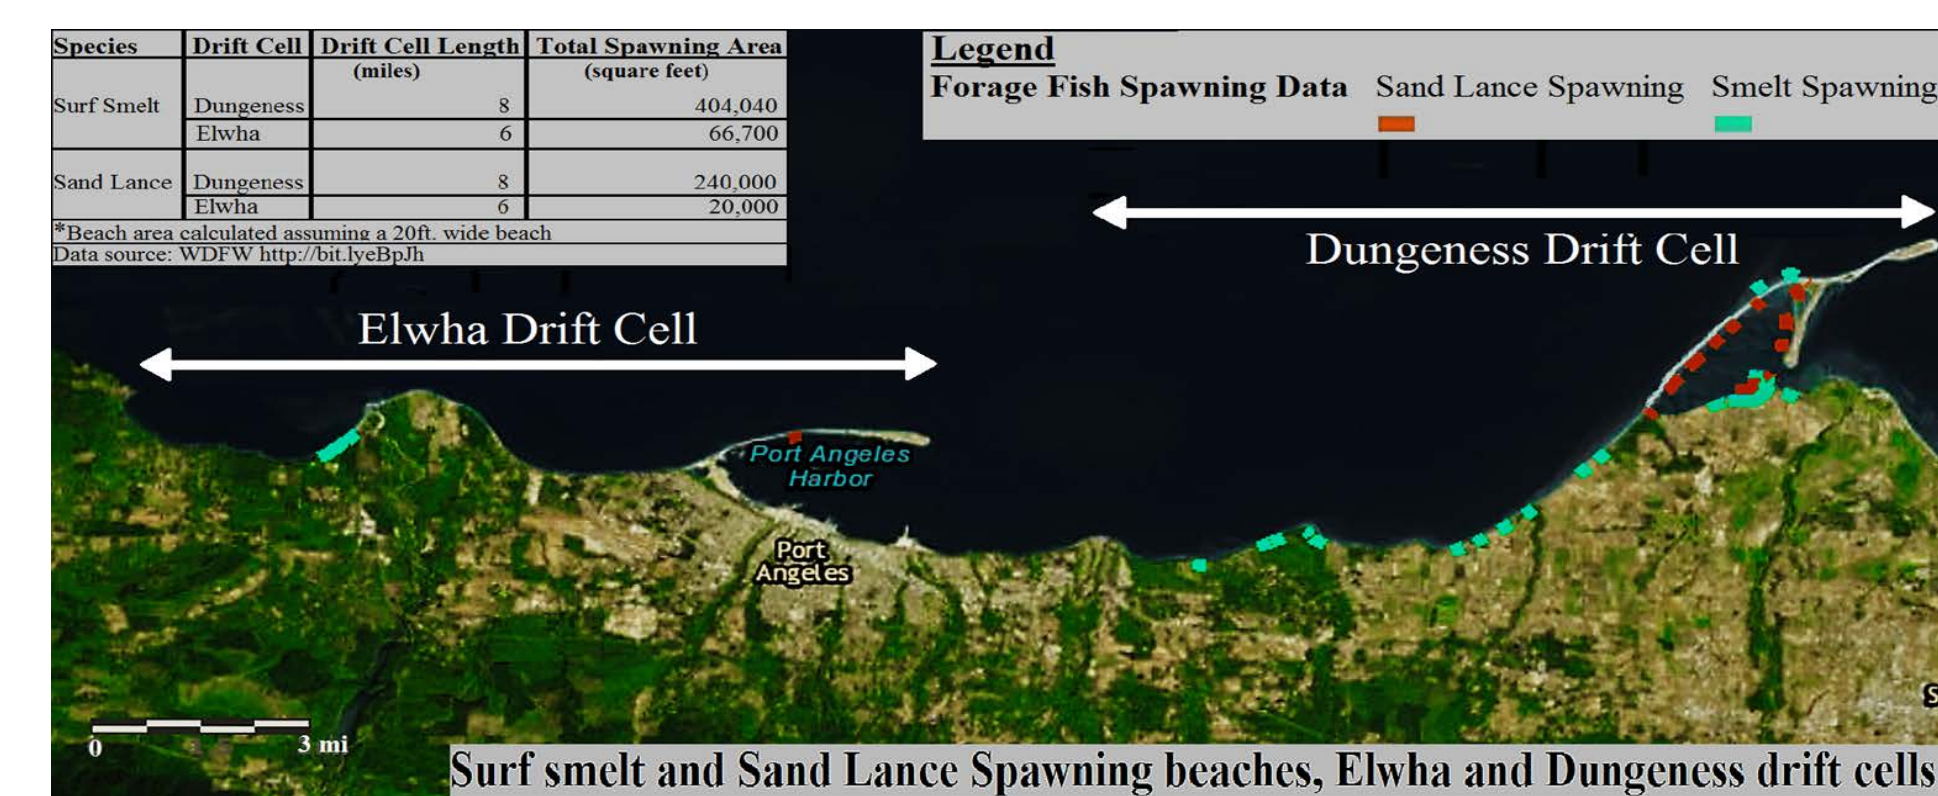 Species Drift Cell Drift Cell Length Total Spawning Area
(miles) (square feet)
Surf Smelt Dungeness 8 404,040
Elwha 6 66,700
Sand Lance Dungeness 8 240,000
Elwha 6 20,000
*Beach area calculated assuming a 20ft. wide beach
Data source: WDFW http://bit.lyeBpJh
Legend
Forage Fish Spawning Data Sand Lance Spawning Smelt Spawning
Dungeness Drift Cell
Elwha Drift Cell
Port Angeles
Harbor
Port
Angeles
S
0 3 mi
Surf smelt and Sand Lance Spawning beaches, Elwha and Dungeness drift cells